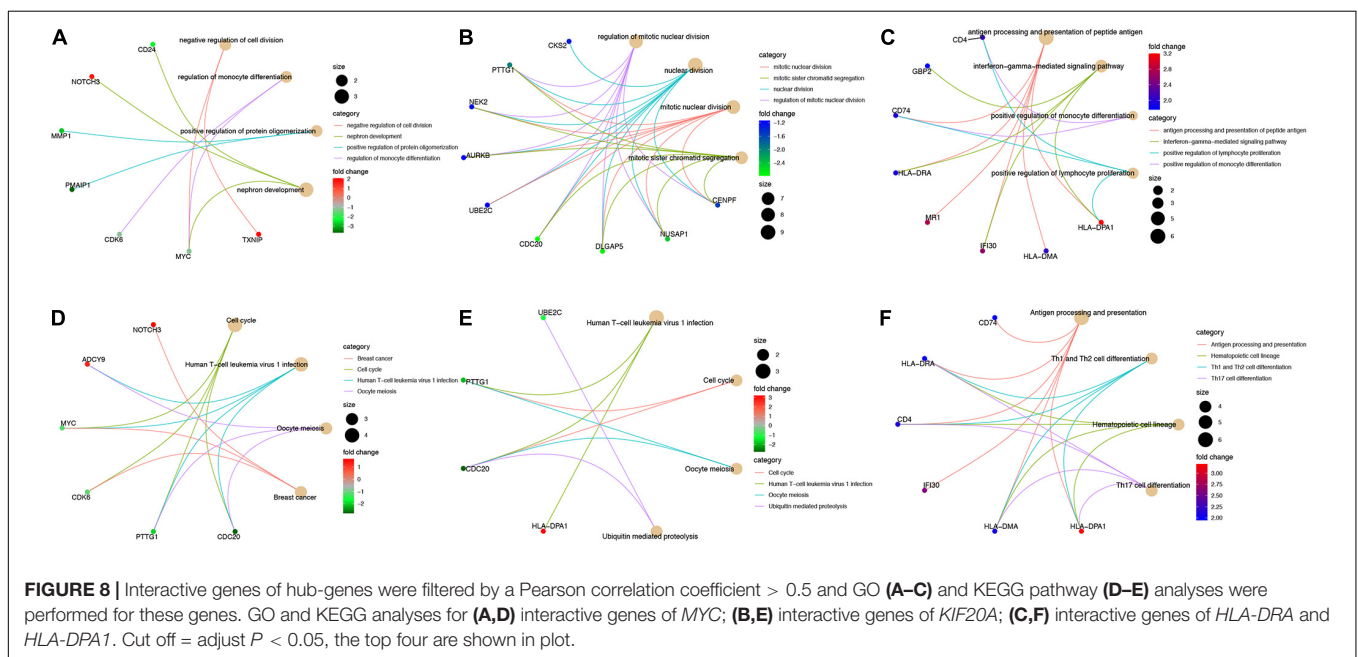 A
negative regulation of cell division
CD24
regulation of monocyte differentiation
NOTCH3
positive regulation of protein oligomerization
MMP1
PMAIP1
nephron development
CDK6
MYC
TXNIP
size
2
3
category
negative regulation of cell division
nephron development
positive regulation of protein oligomerization
regulation of monocyte differentiation
fold change
2
1
0
-1
-2
-3
B
regulation of mitotic nuclear division
CKS2
PTTG1
nuclear division
NEK2
mitotic nuclear division
AURKB
mitotic sister chromatid segregation
UBE2C
CENPF
CDC20
DLGAP5
NUSAP1
category
mitotic nuclear division
mitotic sister chromatid segregation
nuclear division
regulation of mitotic nuclear division
fold change
-1.2
-1.6
-2.0
-2.4
size
7
8
9
C
antigen processing and presentation of peptide antigen
CD4
GBP2
interferon-gamma-mediated signaling pathway
CD74
positive regulation of monocyte differentiation
HLA-DRA
positive regulation of lymphocyte proliferation
MR1
HLA-DPA1
IFI30
HLA-DMA
fold change
3.2
2.8
2.4
2.0
category
antigen processing and presentation of peptide antigen
interferon-gamma-mediated signaling pathway
positive regulation of lymphocyte proliferation
positive regulation of monocyte differentiation
size
2
3
5
6
D
Cell cycle
NOTCH3
ADCY9
Human T-cell leukemia virus 1 infection
MYC
Oocyte meiosis
CDK6
Breast cancer
PTTG1
CDC20
category
Breast cancer
Cell cycle
Human T-cell leukemia virus 1 infection
Oocyte meiosis
size
3
4
fold change
1
0
-1
-2
E
UBE2C
Human T-cell leukemia virus 1 infection
PTTG1
Cell cycle
CDC20
Oocyte meiosis
HLA-DPA1
Ubiquitin mediated proteolysis
size
2
3
fold change
3
2
1
0
-1
-2
category
Cell cycle
Human T-cell leukemia virus 1 infection
Oocyte meiosis
Ubiquitin mediated proteolysis
F
Antigen processing and presentation
CD74
HLA-DRA
Th1 and Th2 cell differentiation
CD4
Hematopoietic cell lineage
IFI30
Th17 cell differentiation
HLA-DMA
HLA-DPA1
category
Antigen processing and presentation
Hematopoietic cell lineage
Th1 and Th2 cell differentiation
Th17 cell differentiation
size
4
5
6
fold change
3.00
2.75
2.50
2.25
2.00
FIGURE 8 | Interactive genes of hub-genes were filtered by a Pearson correlation coefficient > 0.5 and GO (A–C) and KEGG pathway (D–E) analyses were
performed for these genes. GO and KEGG analyses for (A,D) interactive genes of MYC; (B,E) interactive genes of KIF20A; (C,F) interactive genes of HLA-DRA and
HLA-DPA1. Cut off = adjust P < 0.05, the top four are shown in plot.